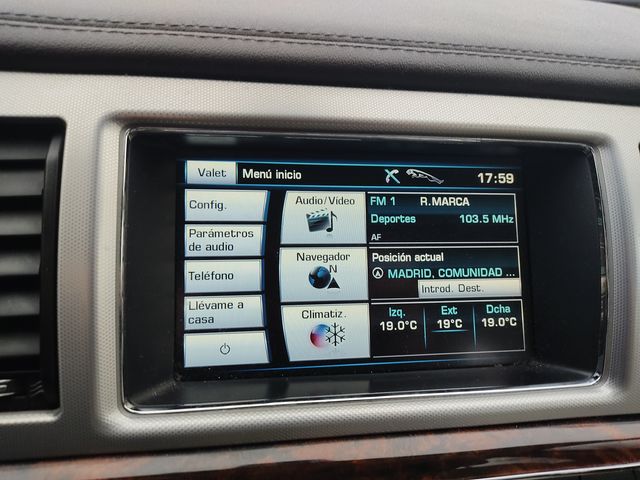 Valet
Menú inicio
17:59
Config.
Parámetros
de audio
Teléfono
Llévame a
casa
Audio/Vídeo
Navegador
N
Climatiz.
FM 1 R.MARCA
Deportes 103.5 MHz
AF
Posición actual
MADRID, COMUNIDAD ...
Introd. Dest.
Izq. Ext Dcha
19.0°C 19°C 19.0°C